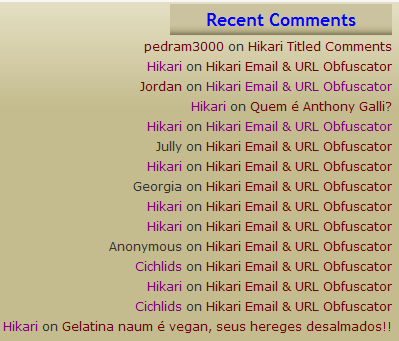 Recent Comments
pedram3000 on Hikari Titled Comments
Hikari on Hikari Email & URL Obfuscator
Jordan on Hikari Email & URL Obfuscator
Hikari on Quem é Anthony Galli?
Hikari on Hikari Email & URL Obfuscator
Jully on Hikari Email & URL Obfuscator
Hikari on Hikari Email & URL Obfuscator
Georgia on Hikari Email & URL Obfuscator
Hikari on Hikari Email & URL Obfuscator
Hikari on Hikari Email & URL Obfuscator
Anonymous on Hikari Email & URL Obfuscator
Cichlids on Hikari Email & URL Obfuscator
Hikari on Hikari Email & URL Obfuscator
Cichlids on Hikari Email & URL Obfuscator
Hikari on Gelatina naum é vegan, seus hereges desalmados!!